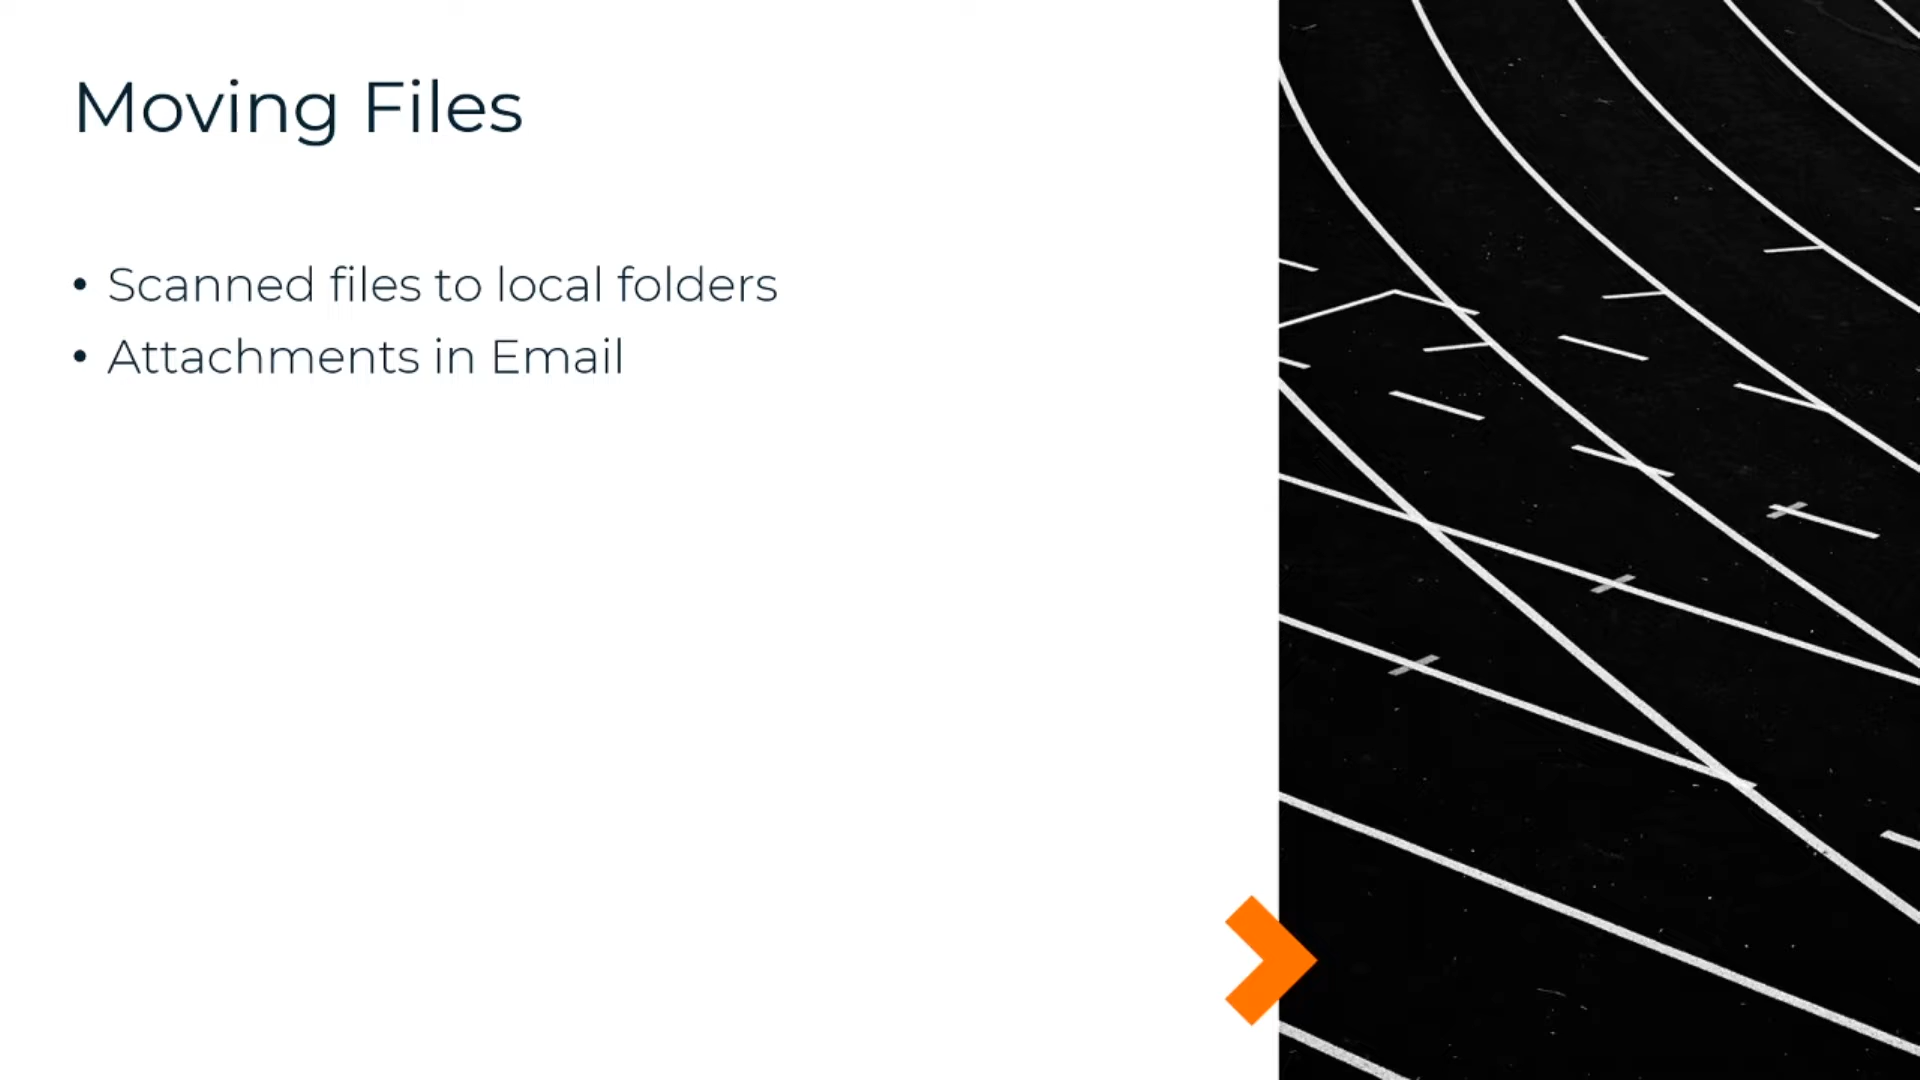 Moving Files
• Scanned files to local folders
• Attachments in Email